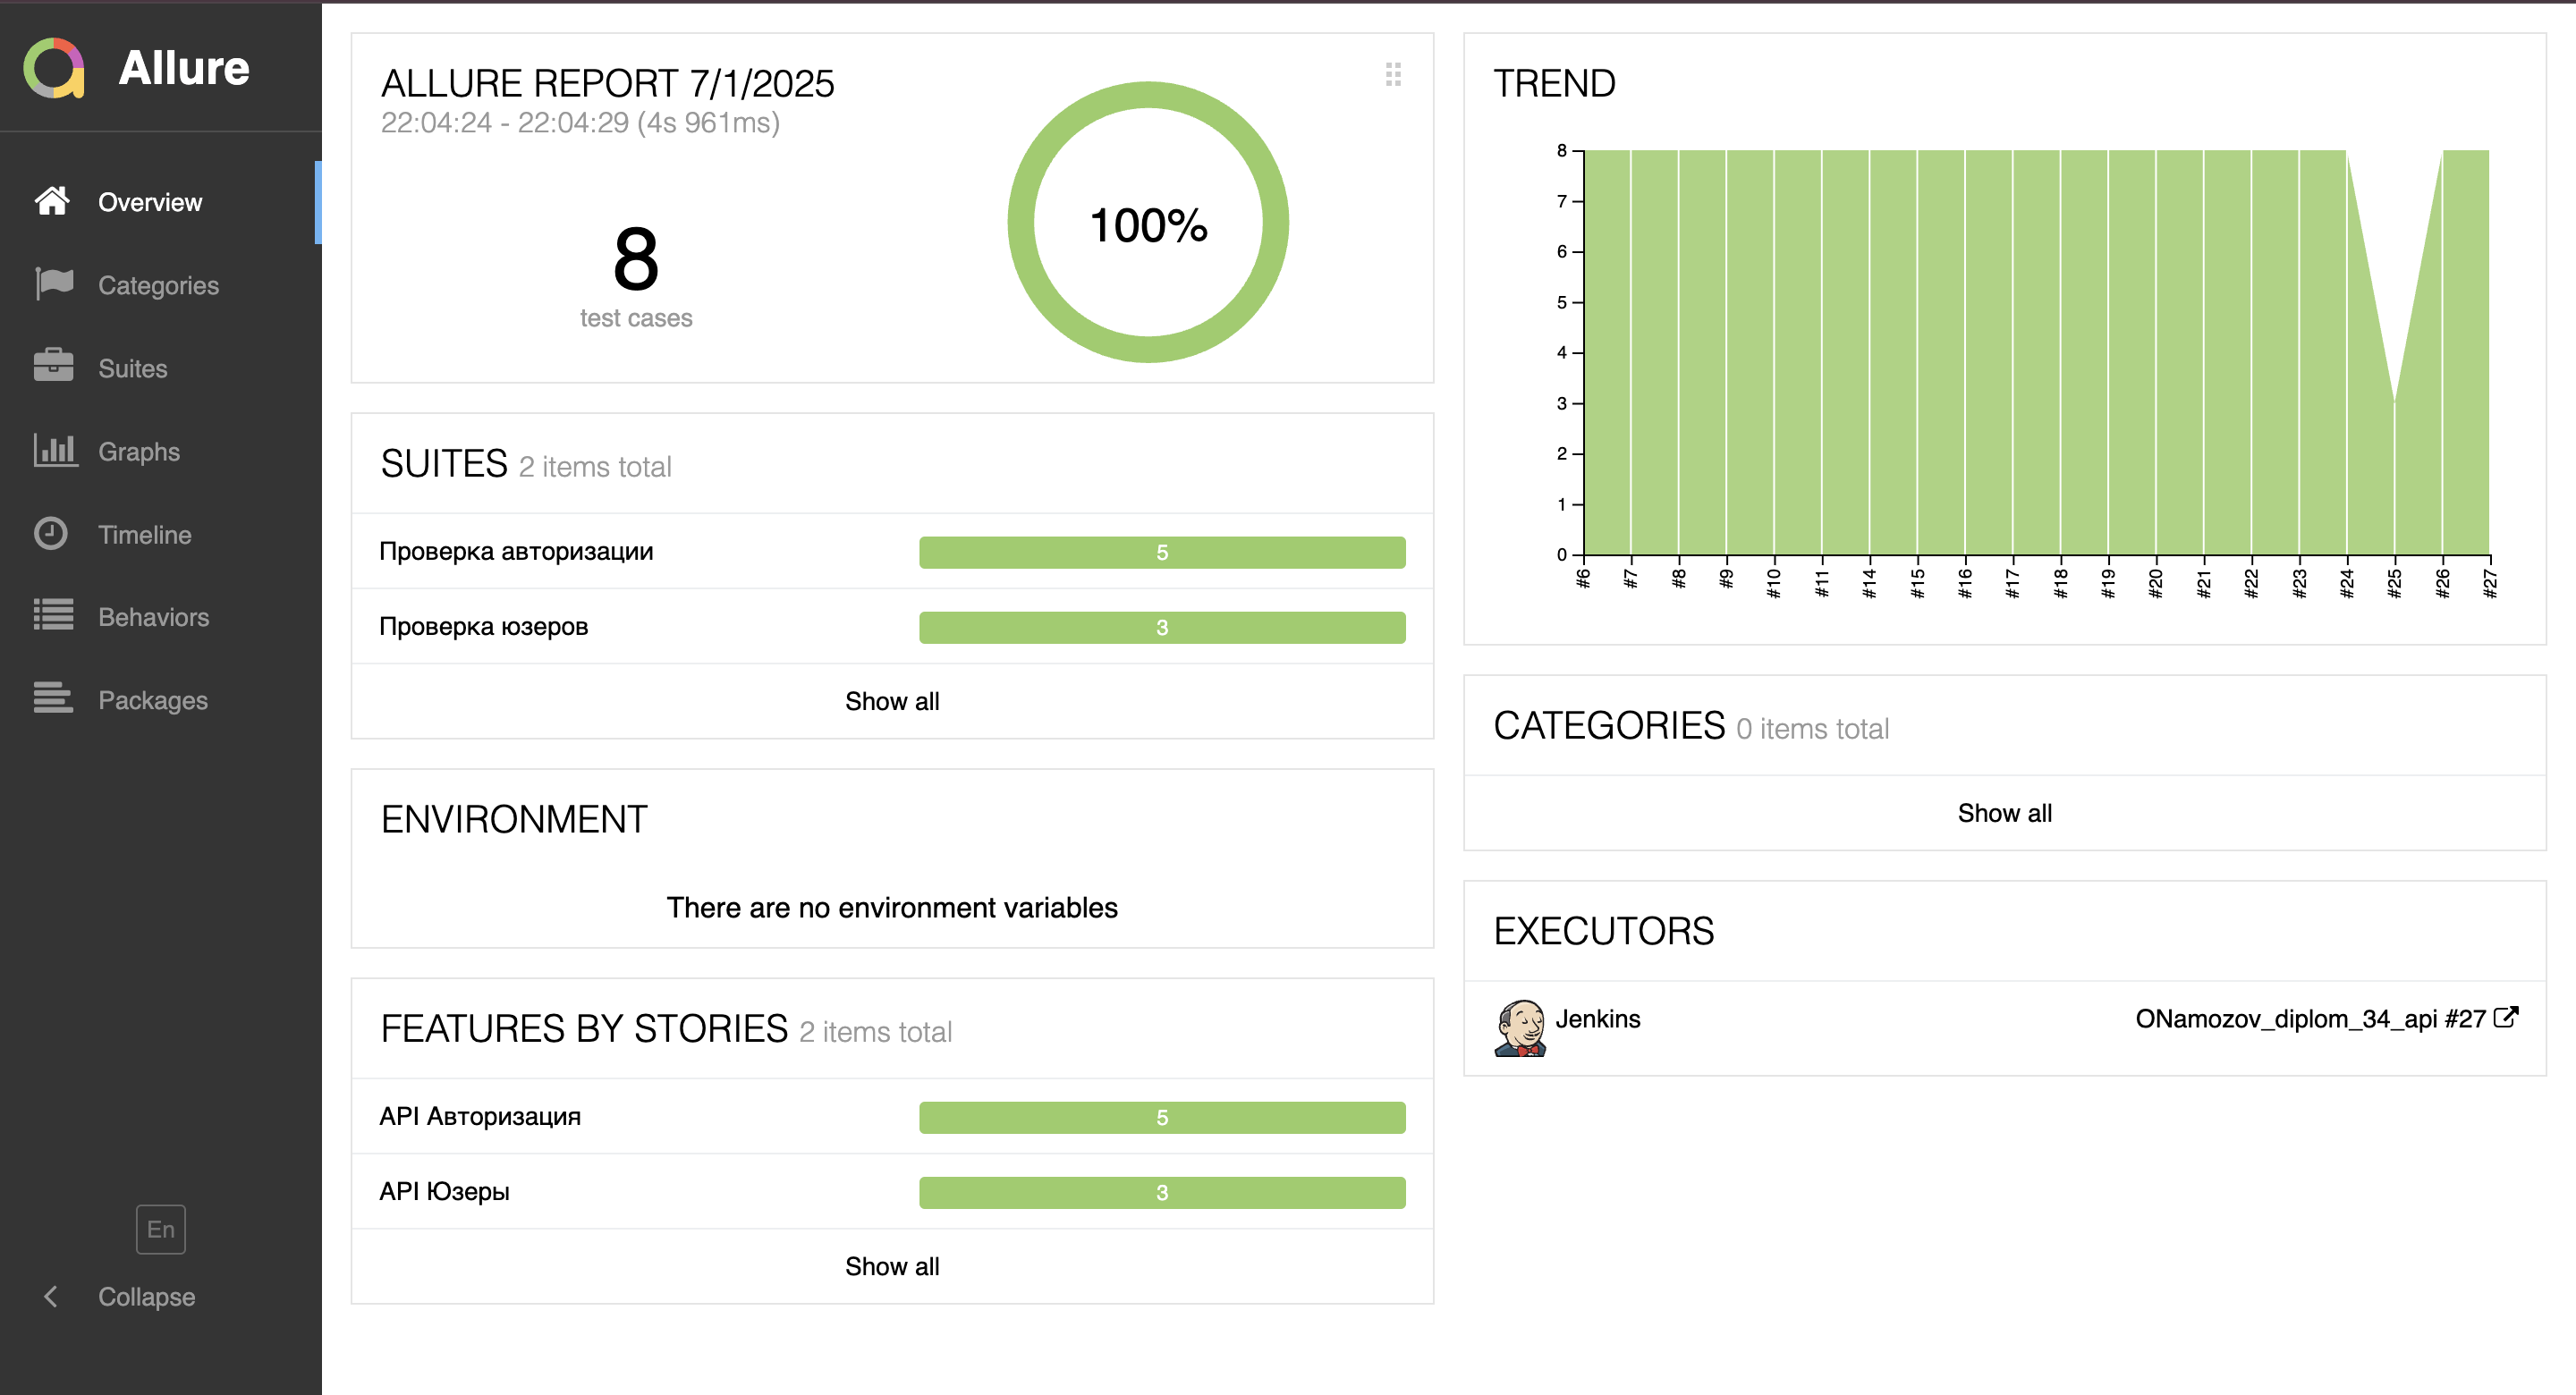 Allure
Overview
Categories
Suites
Graphs
Timeline
Behaviors
Packages
En
Collapse
ALLURE REPORT 7/1/2025
22:04:24 - 22:04:29 (4s 961ms)
8
test cases
100%
SUITES 2 items total
Проверка авторизации 5
Проверка юзеров 3
Show all
ENVIRONMENT
There are no environment variables
FEATURES BY STORIES 2 items total
API Авторизация 5
API Юзеры 3
Show all
TREND
8
7
6
5
4
3
2
1
0
#6 #7 #8 #9 #10 #11 #14 #15 #16 #17 #18 #19 #20 #21 #22 #23 #24 #25 #26 #27
CATEGORIES 0 items total
Show all
EXECUTORS
Jenkins ONamozov_diplom_34_api #27